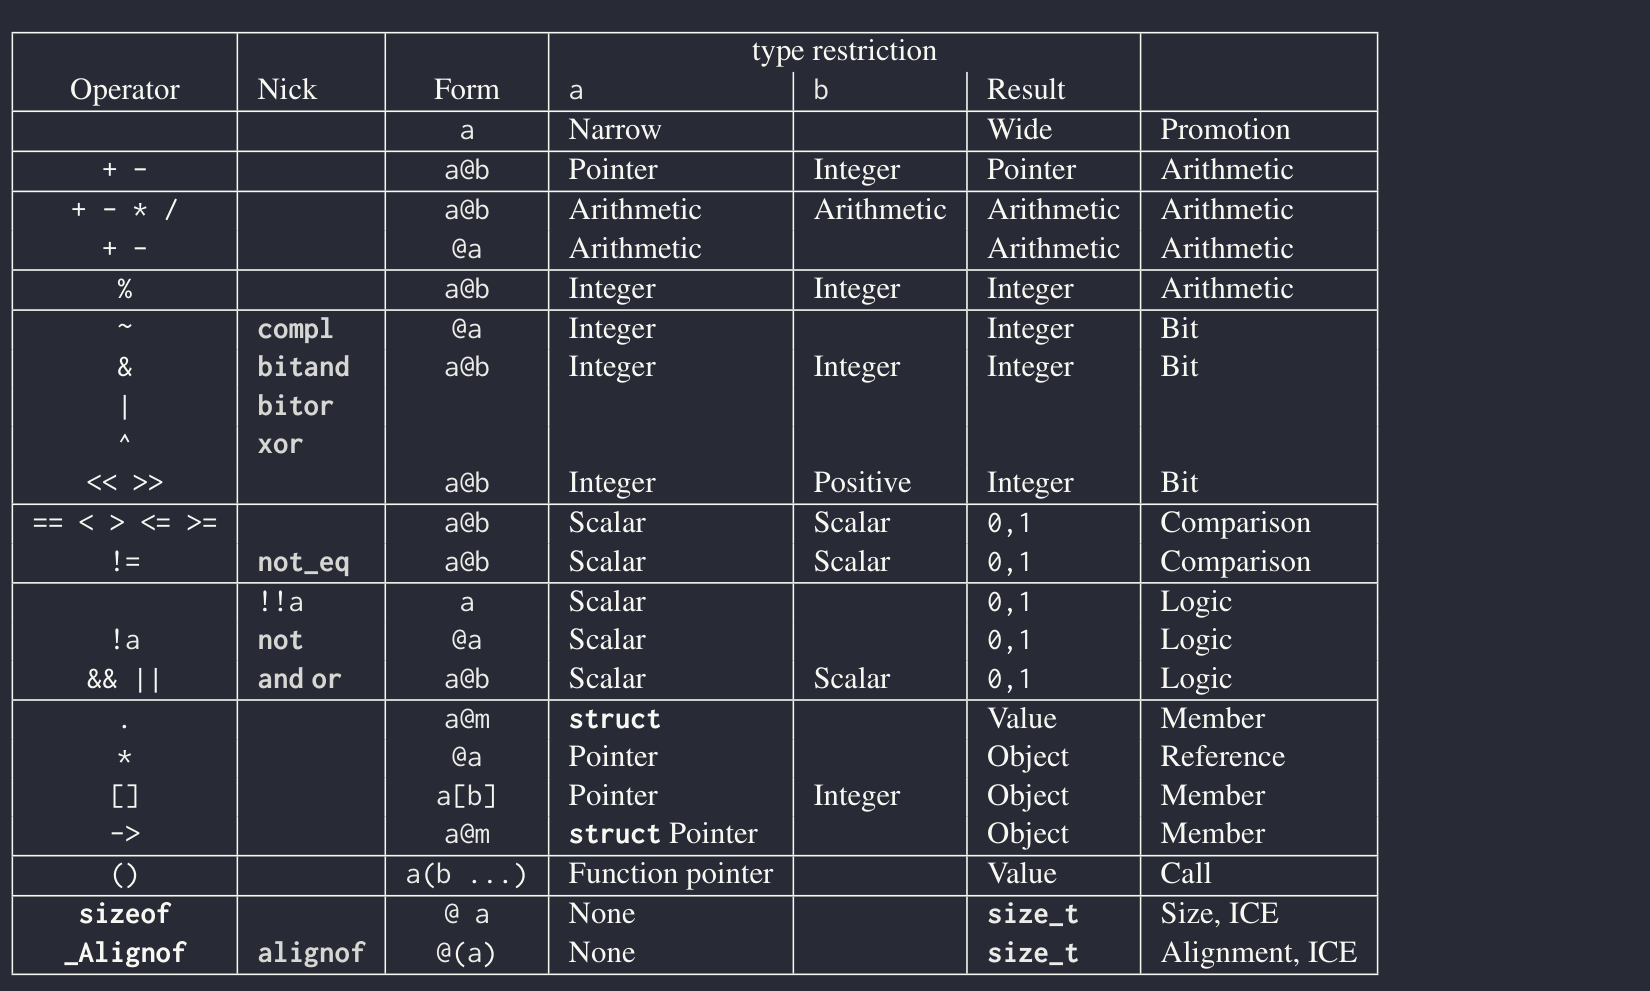 type restriction
Operator Nick Form a b Result
a Narrow Wide Promotion
+ - a@b Pointer Integer Pointer Arithmetic
+ - * / a@b Arithmetic Arithmetic Arithmetic Arithmetic
+ - @a Arithmetic Arithmetic Arithmetic
% a@b Integer Integer Integer Arithmetic
~ compl @a Integer Integer Bit
& bitand a@b Integer Integer Integer Bit
| bitor
^ xor
<< >> a@b Integer Positive Integer Bit
== < > <= >= a@b Scalar Scalar 0,1 Comparison
!= not_eq a@b Scalar Scalar 0,1 Comparison
!!a a Scalar 0,1 Logic
!a not @a Scalar 0,1 Logic
&& || and or a@b Scalar Scalar 0,1 Logic
. a@m struct Value Member
* @a Pointer Object Reference
[] a[b] Pointer Integer Object Member
-> a@m struct Pointer Object Member
() a(b ...) Function pointer Value Call
sizeof @ a None size_t Size, ICE
_Alignof alignof @(a) None size_t Alignment, ICE